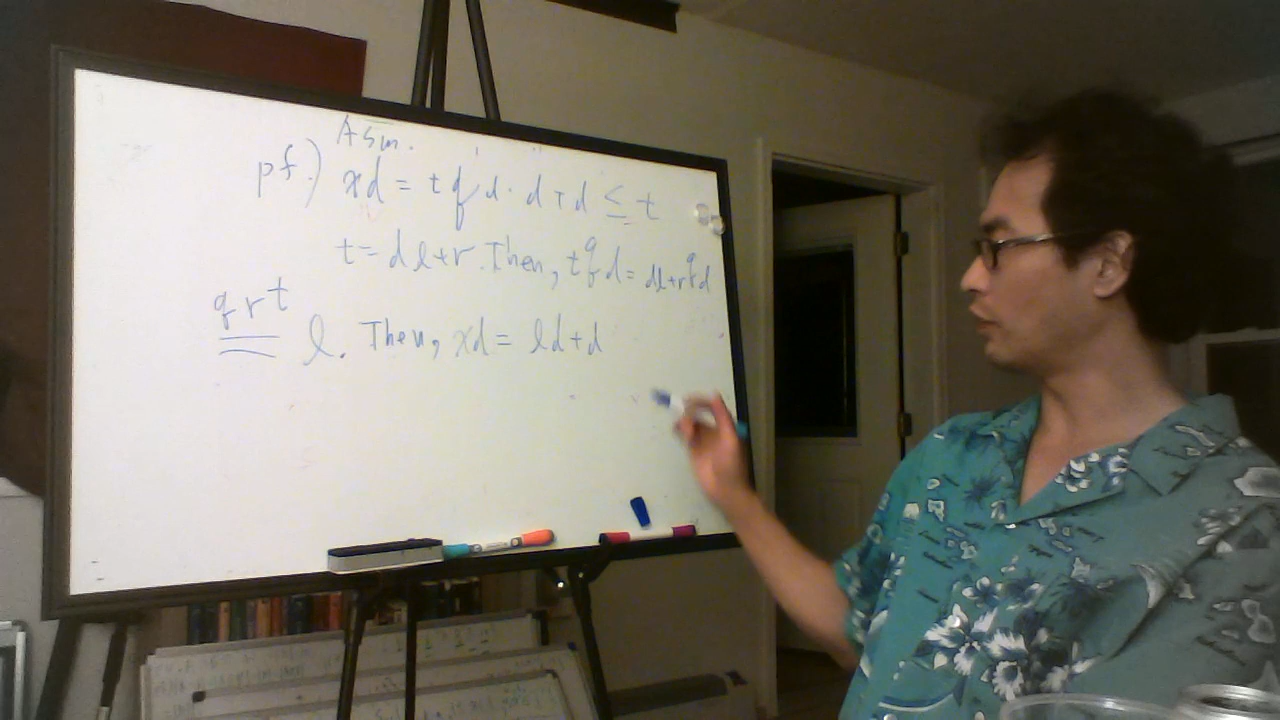 Asm.
pf.) xd = t q d · d + d ≤ t
t = dl + r. Then, t q d = dl + r q d
q r t
l. Then, xd = ld + d